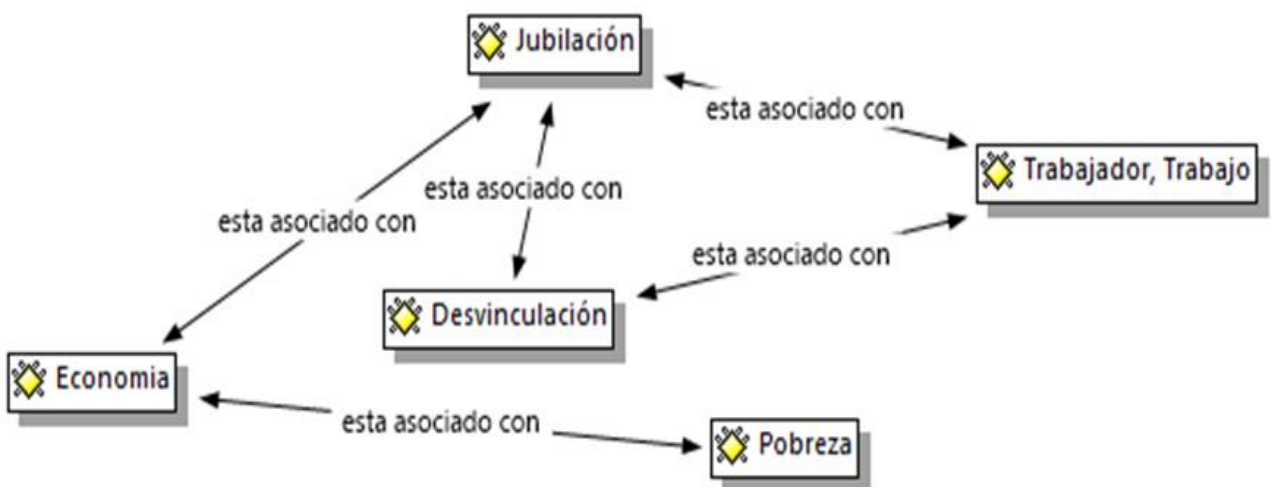 Jubilación
esta asociado con
Trabajador, Trabajo
esta asociado con
esta asociado con
esta asociado con
Desvinculación
Economia
esta asociado con
Pobreza